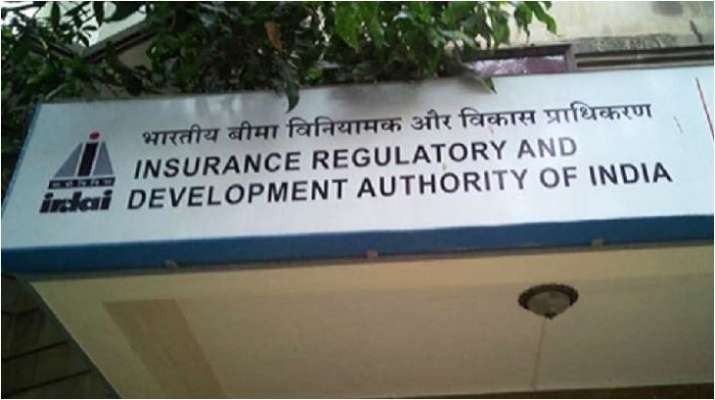 भारतीय बीमा विनियामक और विकास प्राधिकरण
INSURANCE REGULATORY AND
DEVELOPMENT AUTHORITY OF INDIA
irdai